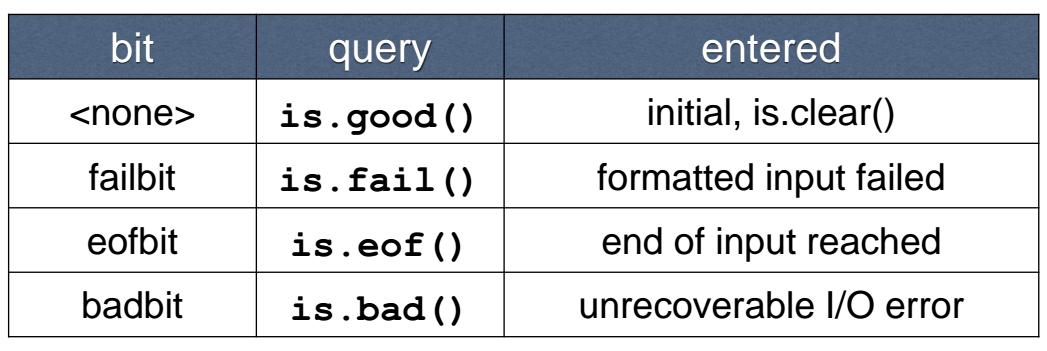 bit query entered
<none> is.good() initial, is.clear()
failbit is.fail() formatted input failed
eofbit is.eof() end of input reached
badbit is.bad() unrecoverable I/O error